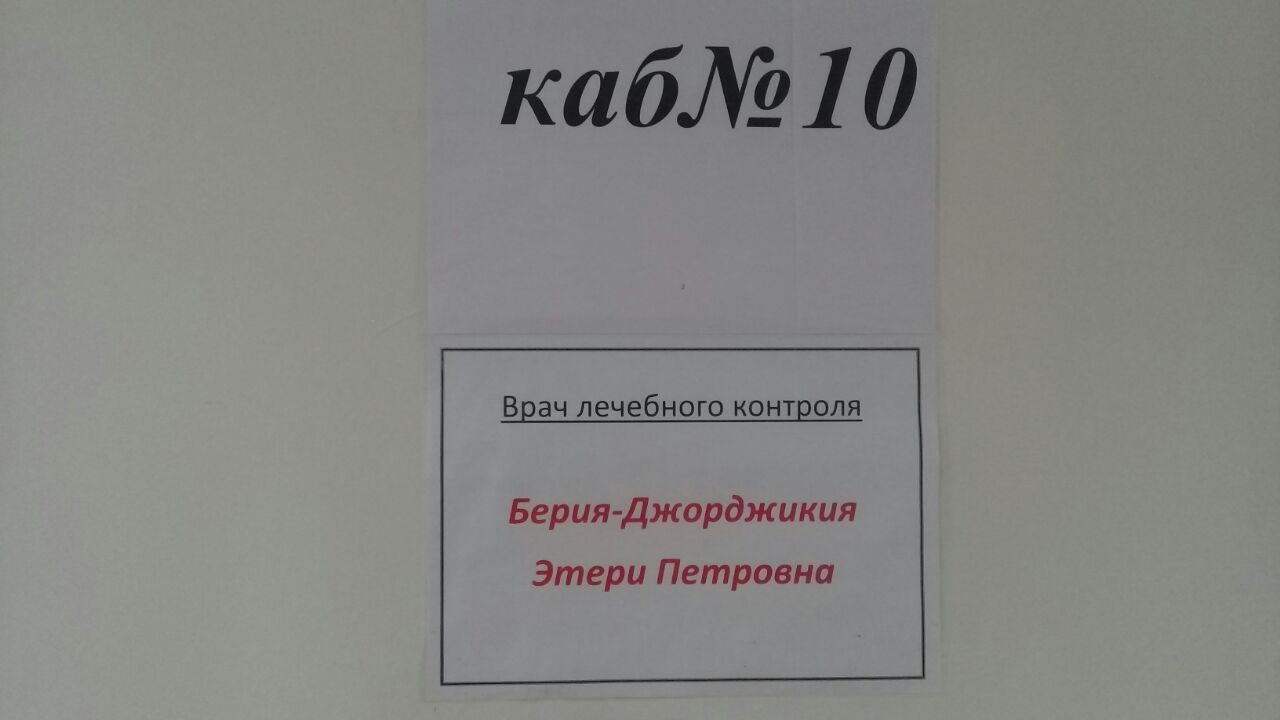 каб№10
Врач лечебного контроля
Берия-Джорджикия
Этери Петровна